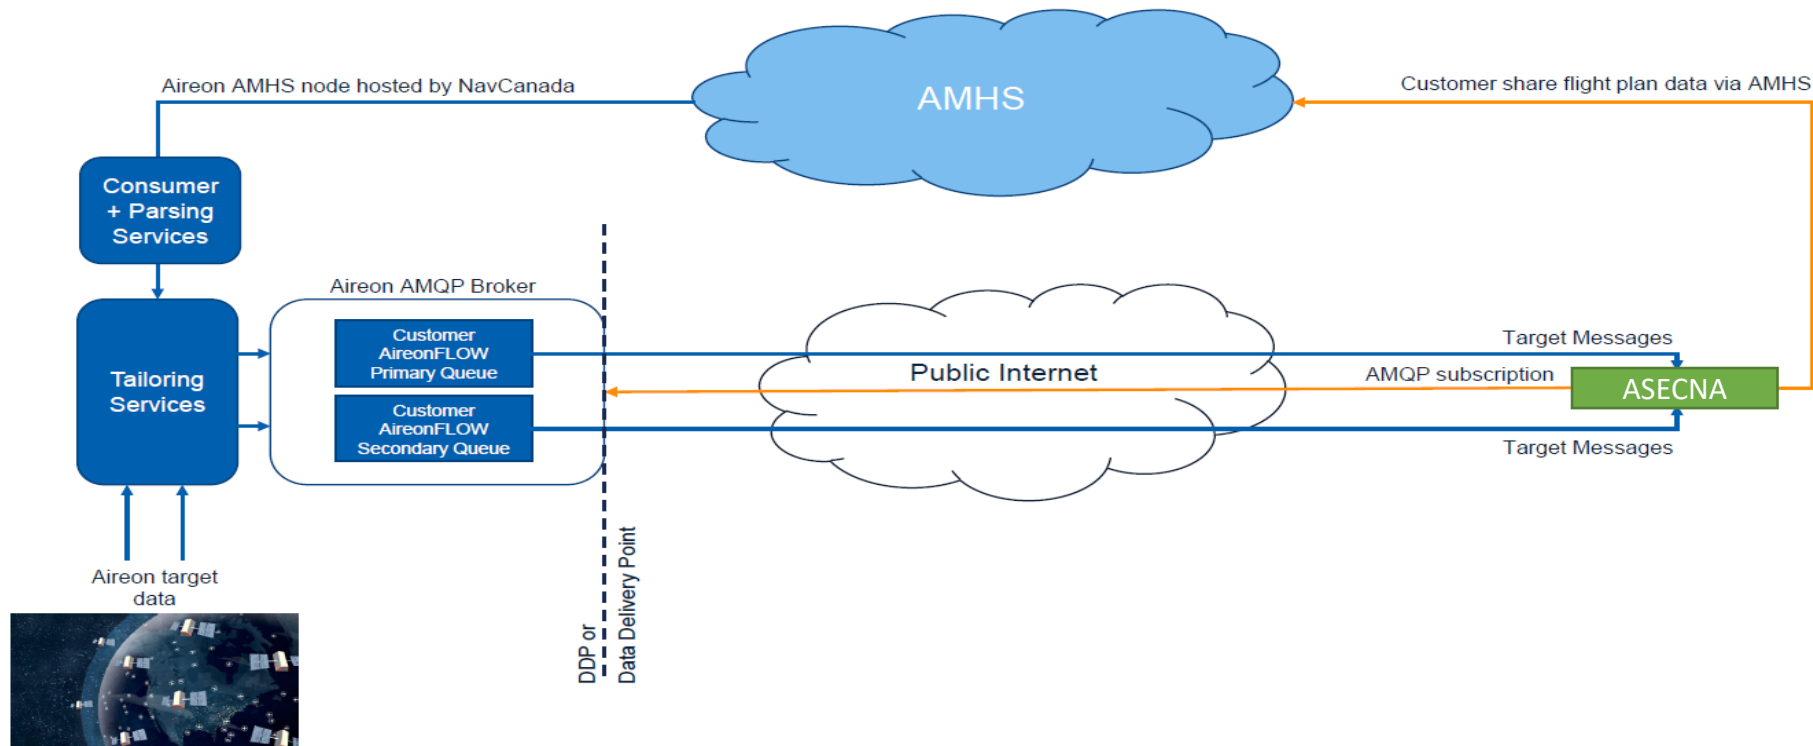 Aireon AMHS node hosted by NavCanada
AMHS
Customer share flight plan data via AMHS
Consumer
+ Parsing
Services
Aireon AMQP Broker
Customer
AireonFLOW
Primary Queue
Target Messages
Tailoring
Services
Public Internet
AMQP subscription
ASECNA
Customer
AireonFLOW
Secondary Queue
Target Messages
Aireon target
data
DDP or
Data Delivery Point